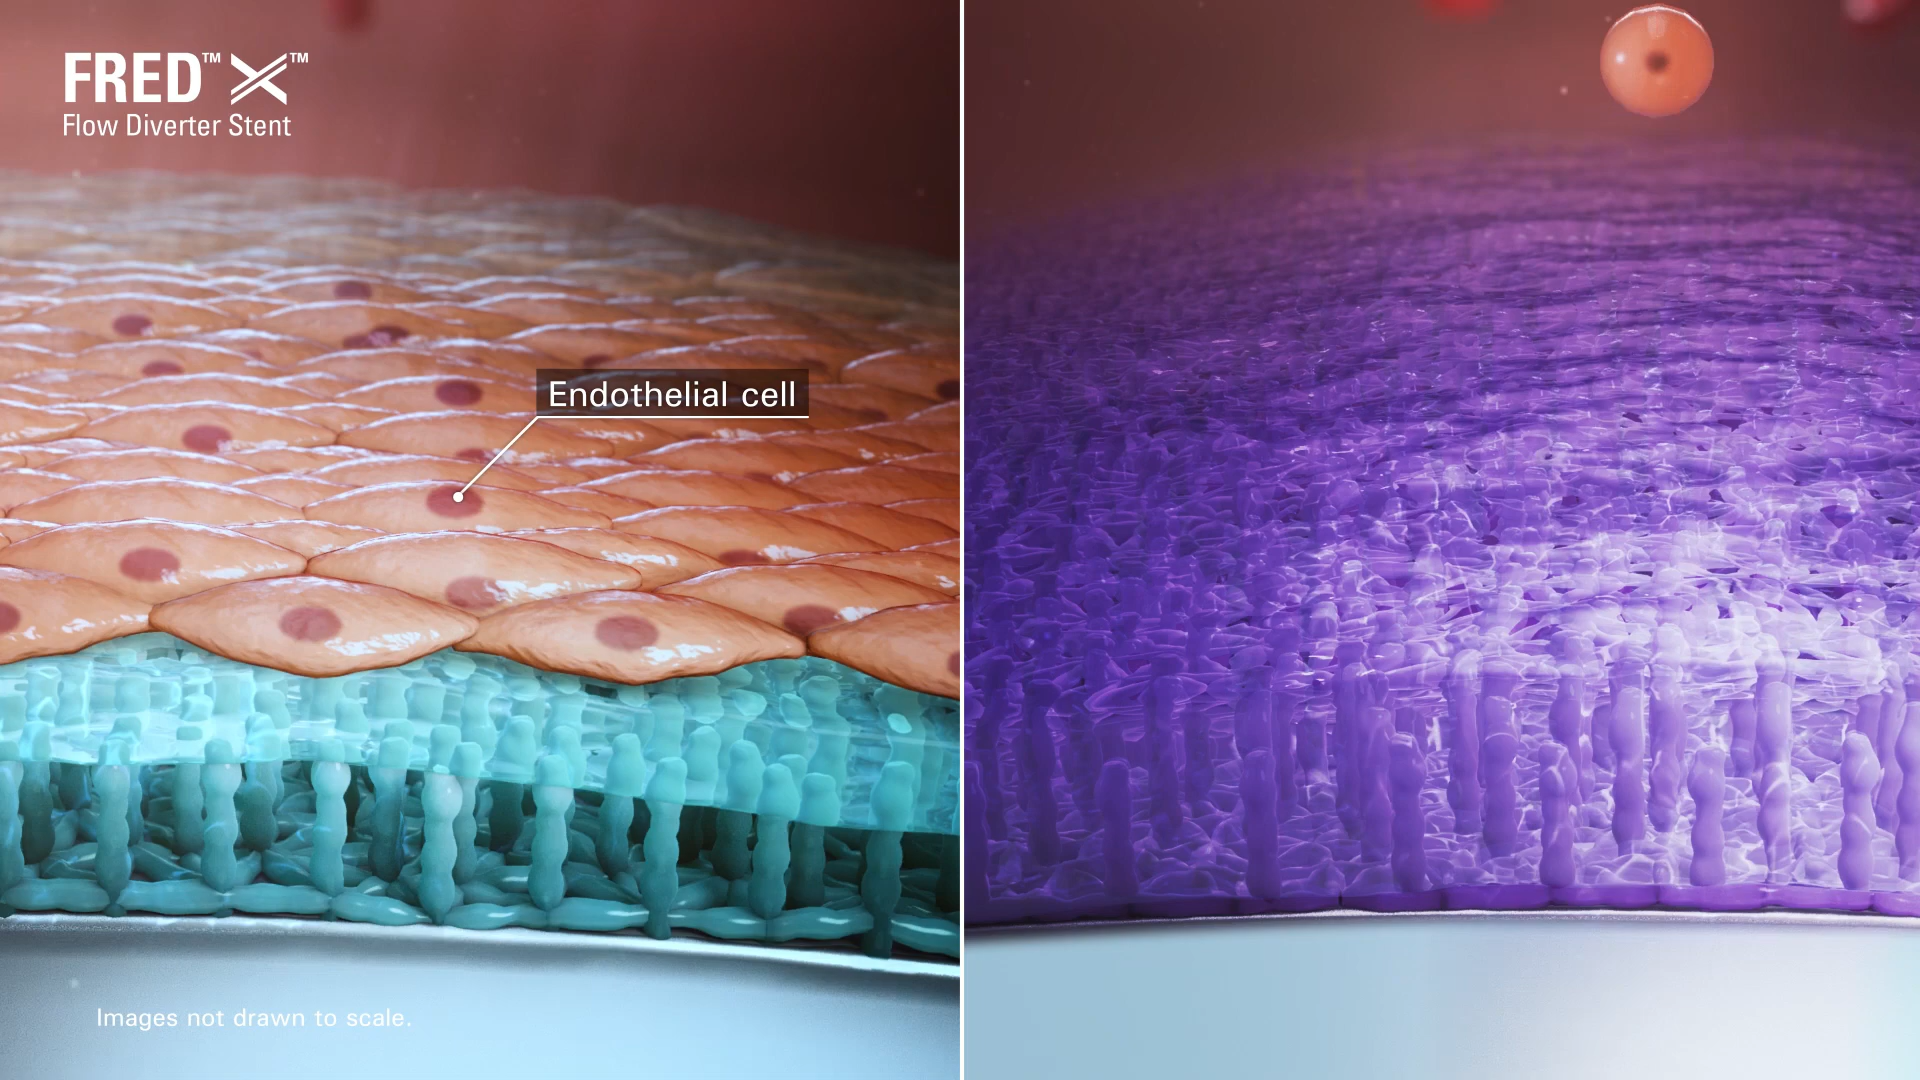 FRED™ X™
Flow Diverter Stent
Endothelial cell
Images not drawn to scale.